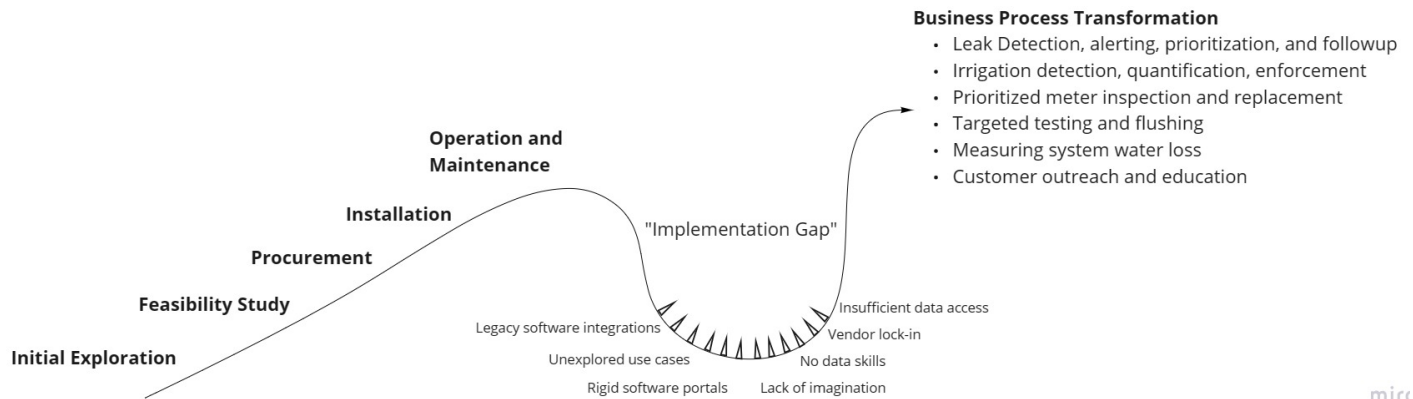 Business Process Transformation
• Leak Detection, alerting, prioritization, and followup
• Irrigation detection, quantification, enforcement
• Prioritized meter inspection and replacement
• Targeted testing and flushing
• Measuring system water loss
• Customer outreach and education
Operation and
Maintenance
Installation
"Implementation Gap"
Procurement
Feasibility Study
Initial Exploration
Legacy software integrations
Unexplored use cases
Rigid software portals
Insufficient data access
Vendor lock-in
No data skills
Lack of imagination